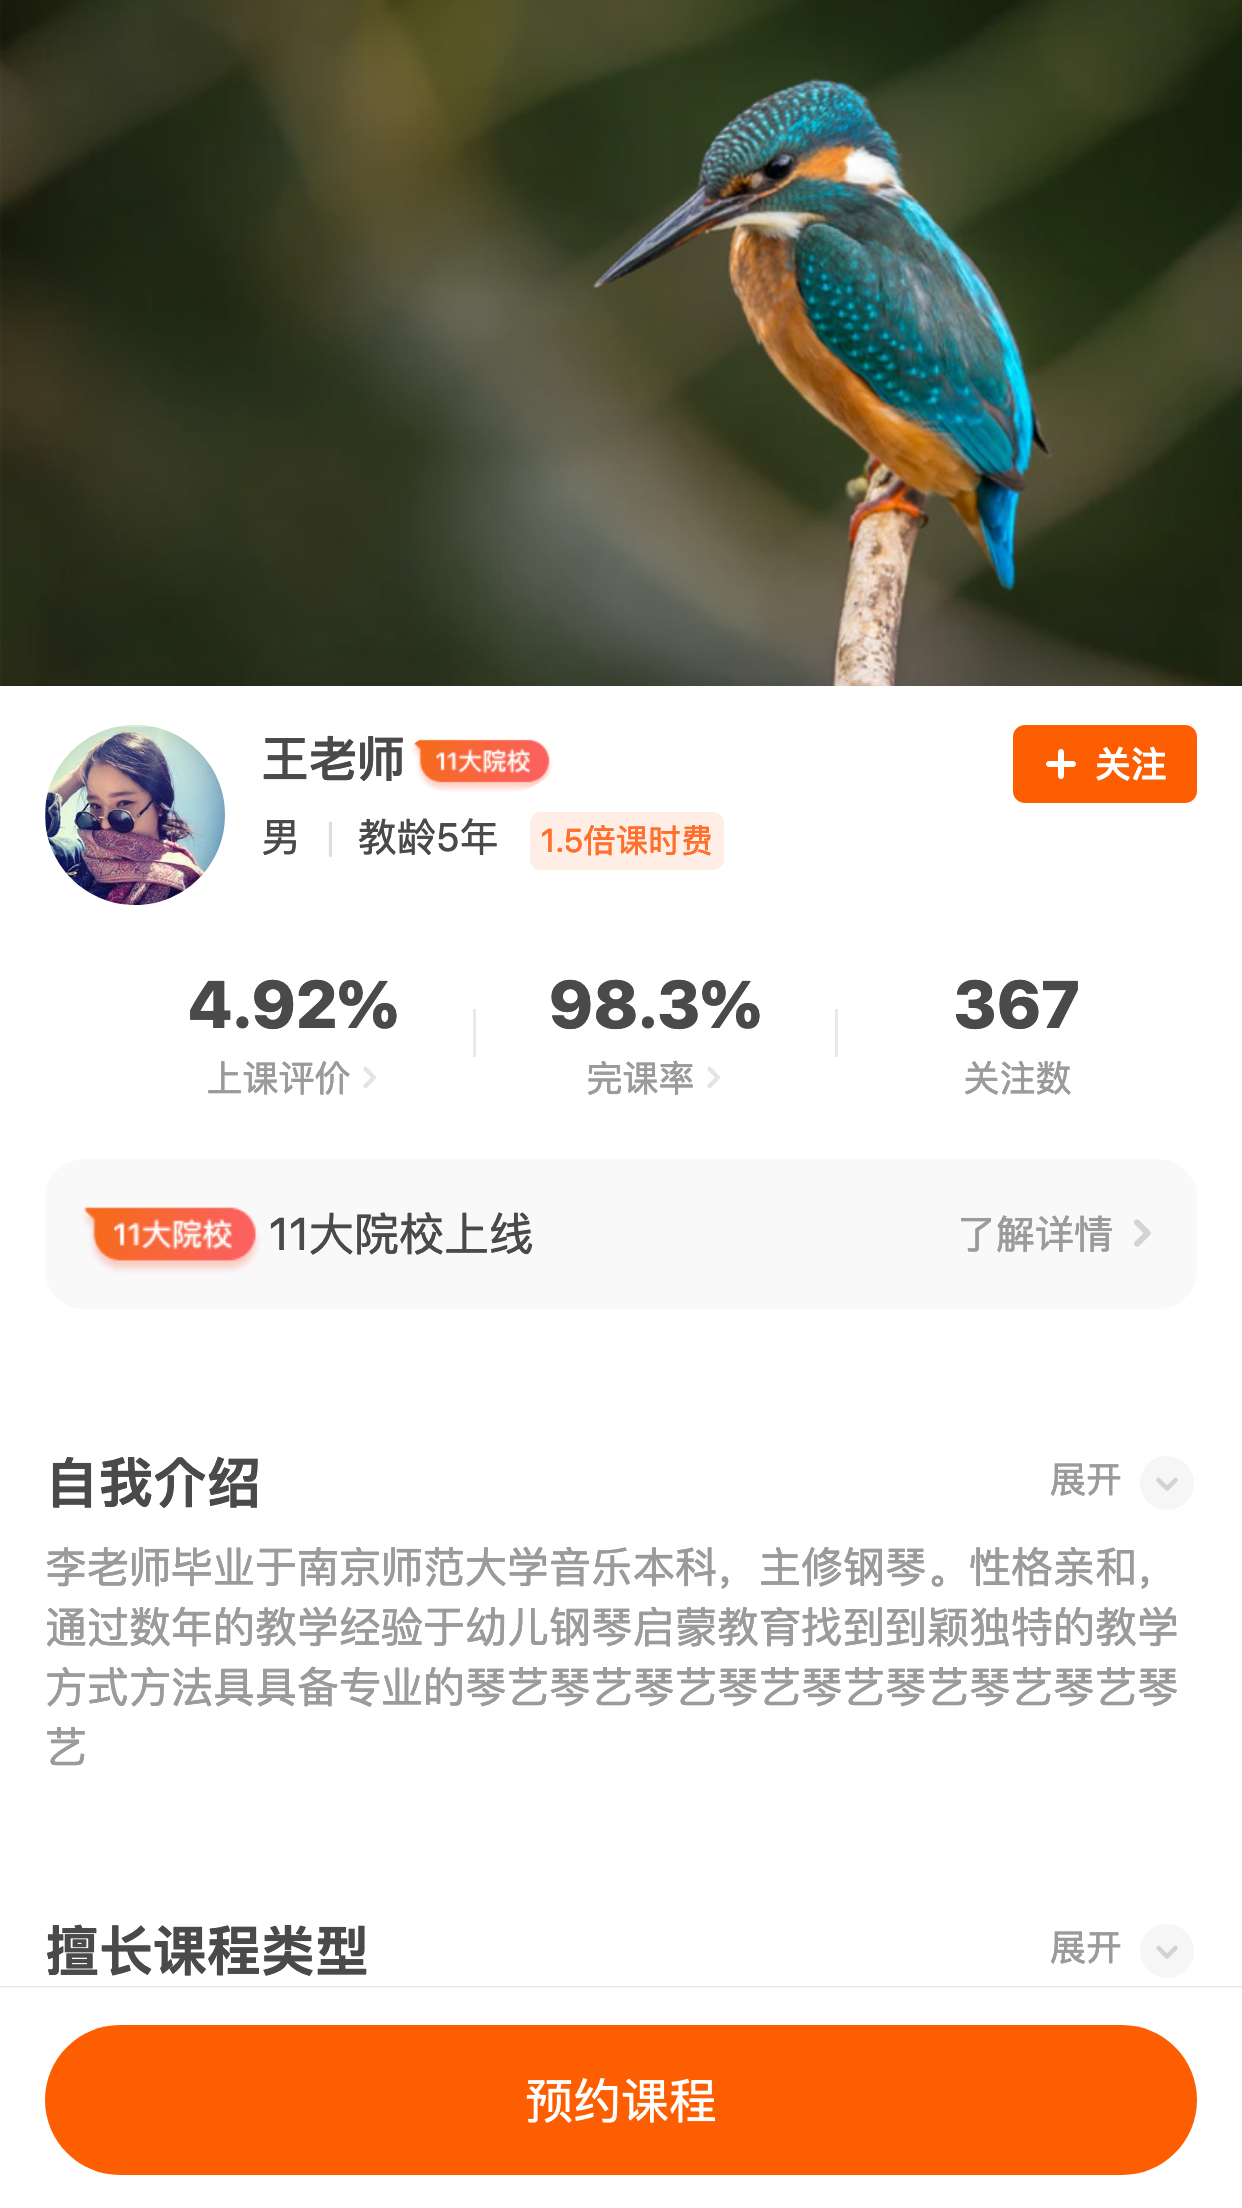 王老师 11大院校
+ 关注
男 | 教龄5年 1.5倍课时费
4.92% 98.3% 367
上课评价 完课率 关注数
11大院校 11大院校上线 了解详情
自我介绍 展开
李老师毕业于南京师范大学音乐本科，主修钢琴。性格亲和，
通过数年的教学经验于幼儿钢琴启蒙教育找到到颖独特的教学
方式方法具具备专业的琴艺琴艺琴艺琴艺琴艺琴艺琴艺琴艺琴
艺
擅长课程类型 展开
预约课程